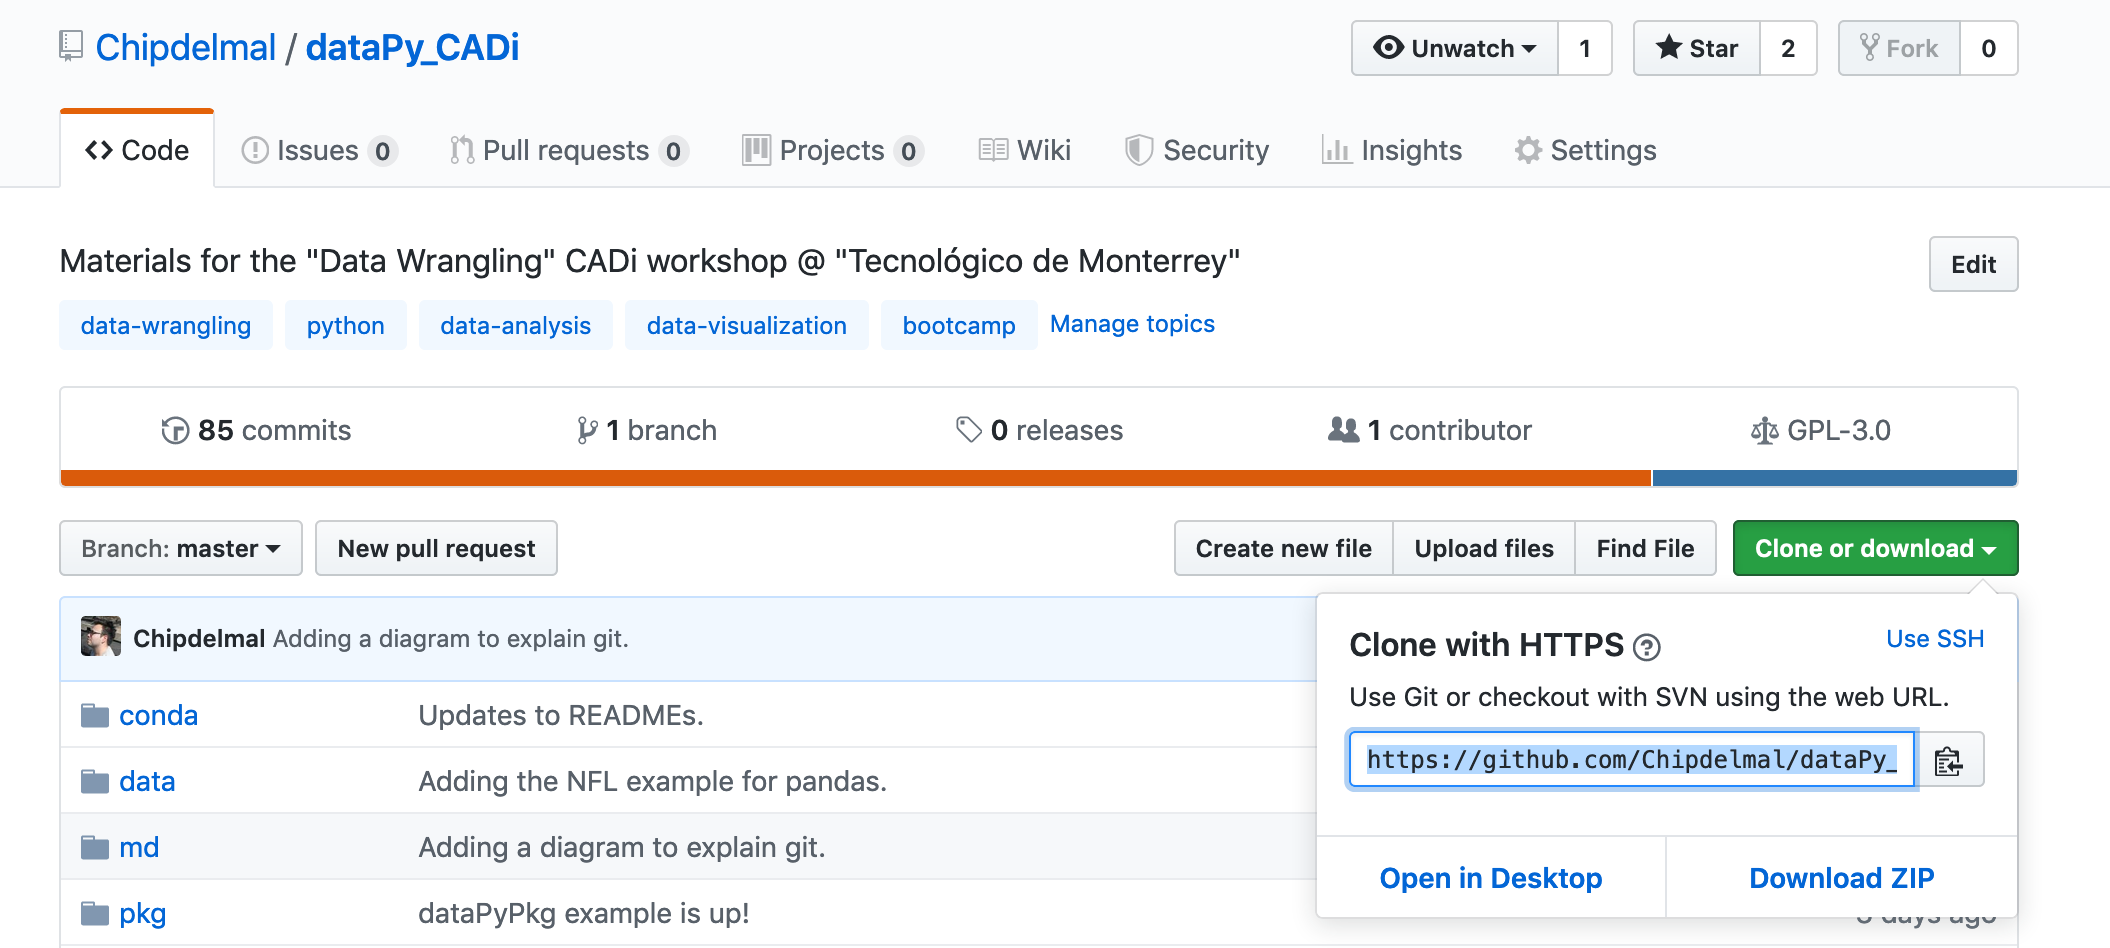 Chipdelmal / dataPy_CADi
Unwatch 1 Star 2 Fork 0
Code Issues 0 Pull requests 0 Projects 0 Wiki Security Insights Settings
Materials for the "Data Wrangling" CADi workshop @ "Tecnológico de Monterrey"
Edit
data-wrangling python data-analysis data-visualization bootcamp Manage topics
85 commits 1 branch 0 releases 1 contributor GPL-3.0
Branch: master New pull request Create new file Upload files Find File Clone or download
Chipdelmal Adding a diagram to explain git.
conda Updates to READMEs.
data Adding the NFL example for pandas.
md Adding a diagram to explain git.
pkg dataPyPkg example is up!
Clone with HTTPS ? Use SSH
Use Git or checkout with SVN using the web URL.
https://github.com/Chipdelmal/dataPy_
Open in Desktop Download ZIP
days ago